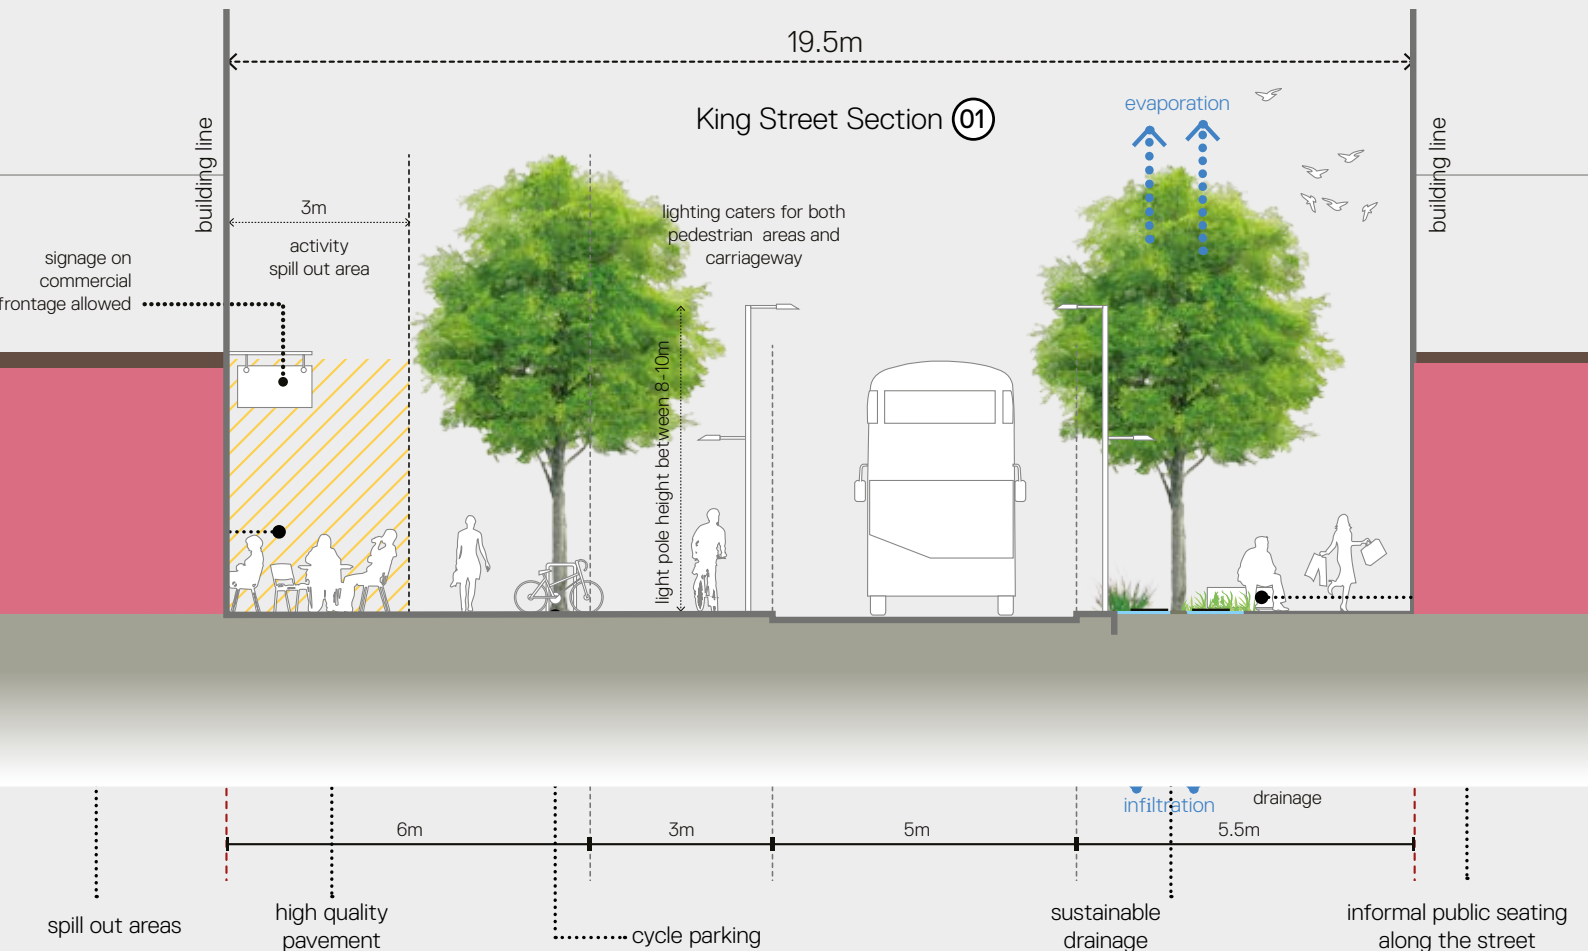 19.5m
King Street Section 01
evaporation
building line
building line
3m
activity
spill out area
lighting caters for both
pedestrian areas and
carriageway
signage on
commercial
frontage allowed
light pole height between 8-10m
infiltration
drainage
6m
3m
5m
5.5m
spill out areas
high quality
pavement
cycle parking
sustainable
drainage
informal public seating
along the street